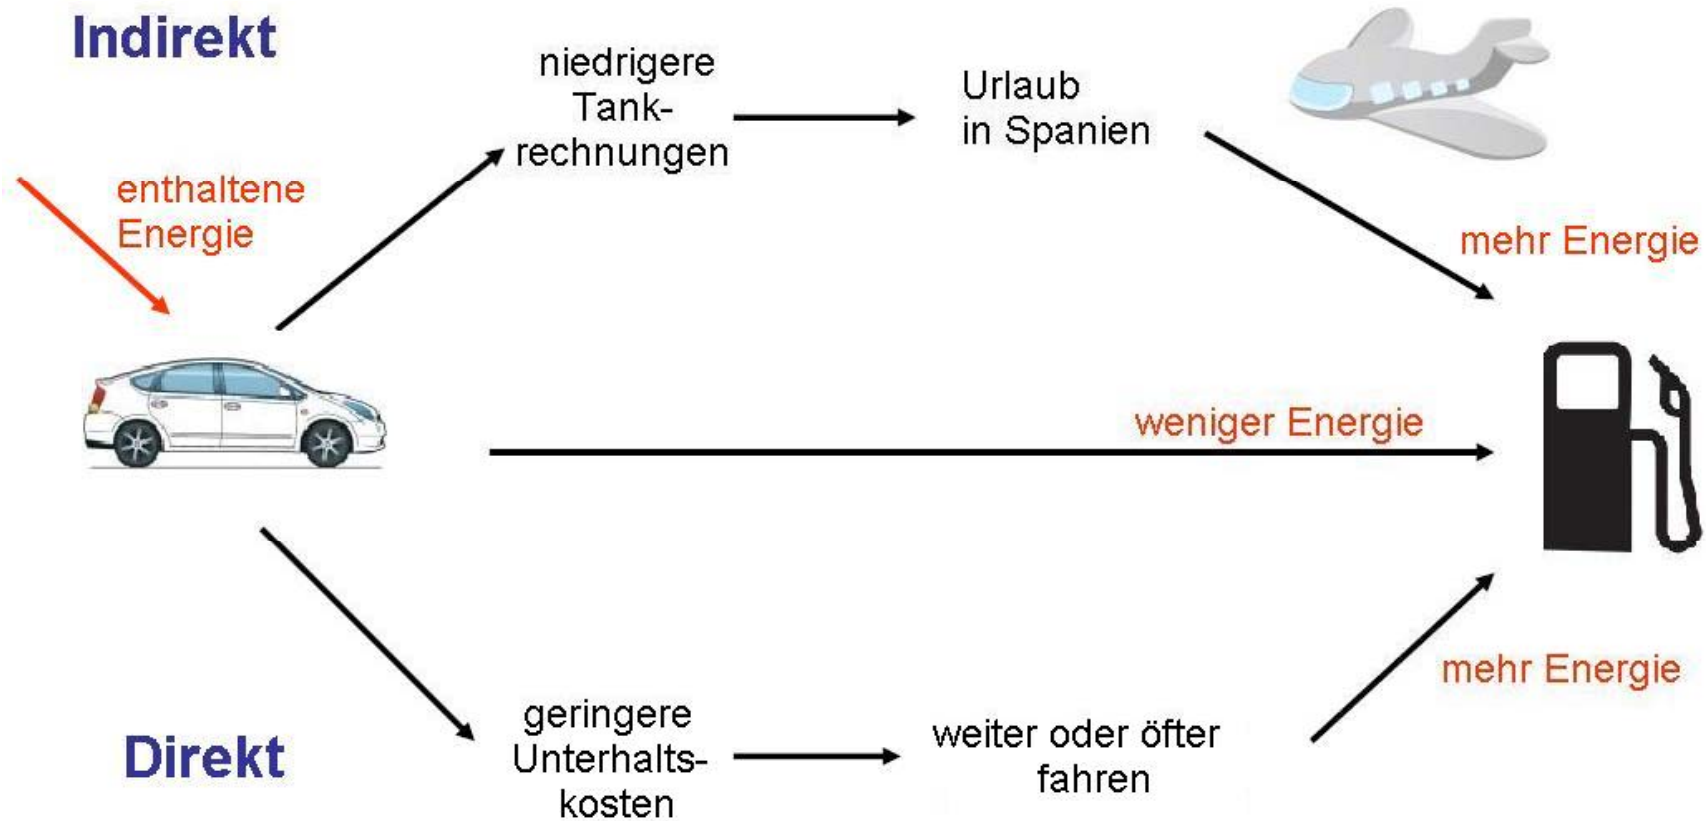 Indirekt
niedrigere
Tank-
rechnungen
Urlaub
in Spanien
enthaltene
Energie
mehr Energie
weniger Energie
mehr Energie
Direkt
geringere
Unterhalts-
kosten
weiter oder öfter
fahren